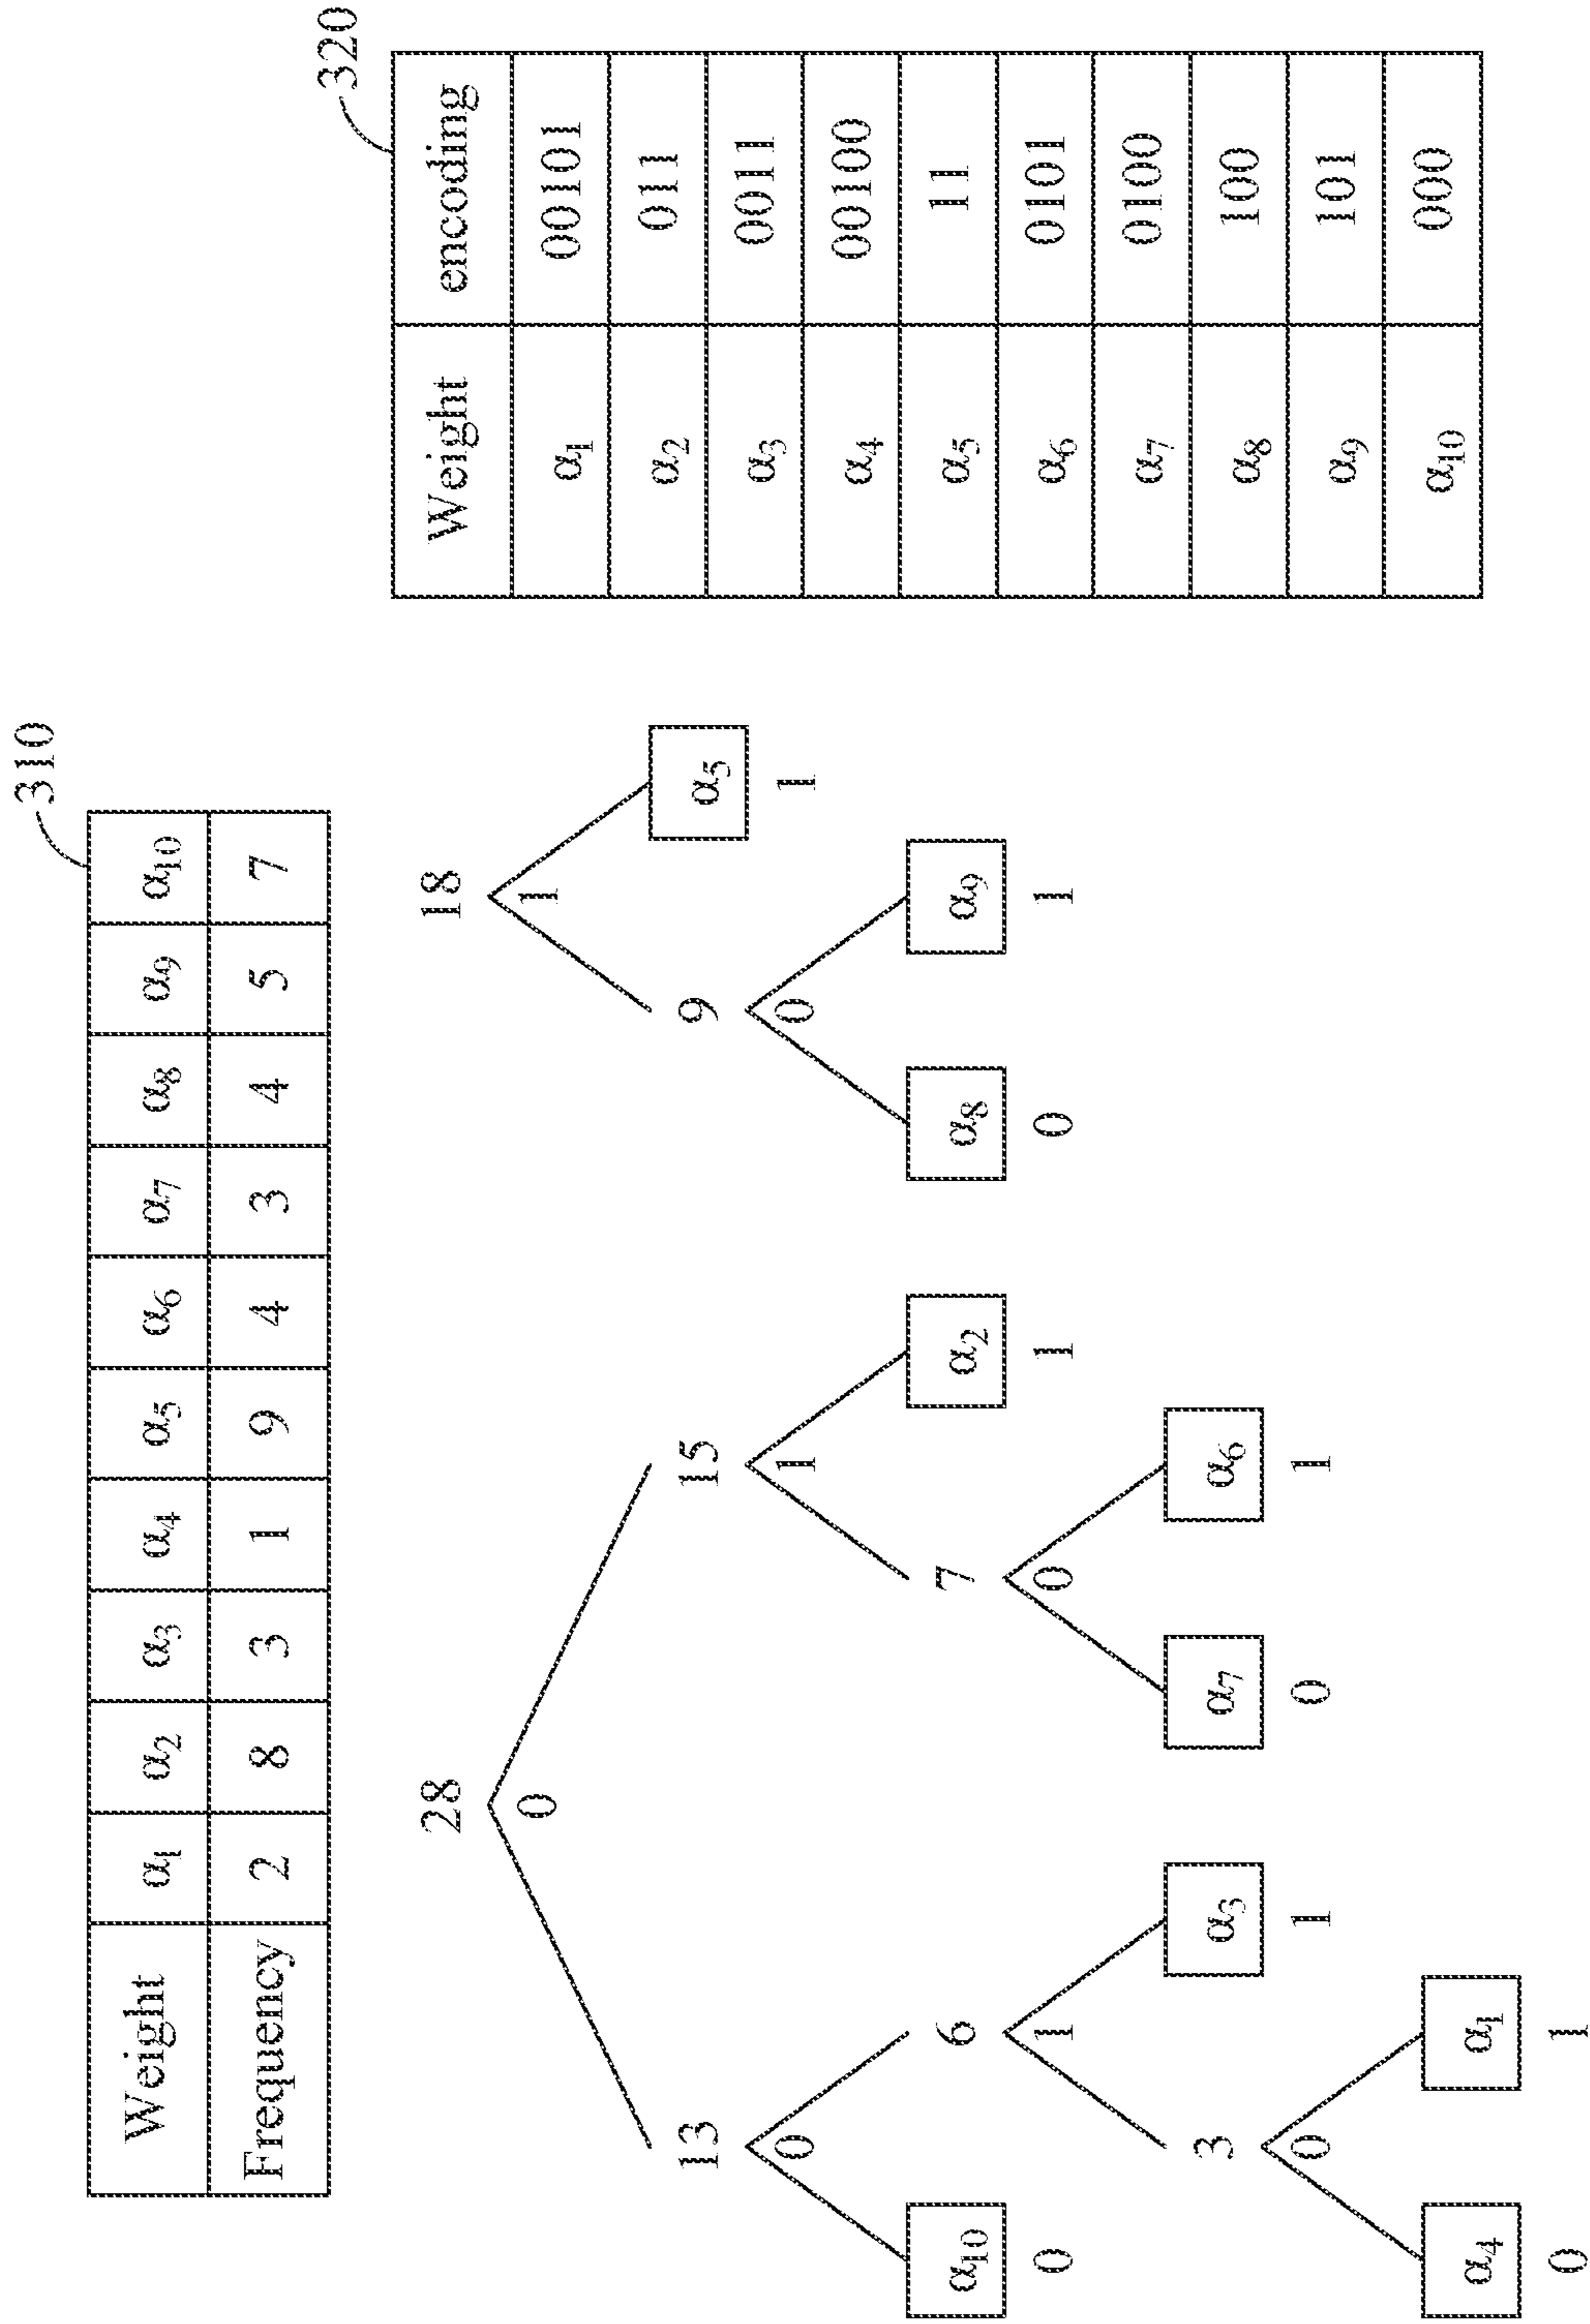 310
Weight α1 α2 α3 α4 α5 α6 α7 α8 α9 α10
Frequency 2 8 3 1 9 4 3 4 5 7
28 18
0 1
13 15 9 α5
0 1 0 1
α10 6 7 α2 α8 α9
0 1 0 1 0 1
3 α3 α7 α6
0 1 0 1
α4 α1
0 1
320
Weight encoding
α1 00101
α2 011
α3 0011
α4 00100
α5 11
α6 0101
α7 0100
α8 100
α9 101
α10 000